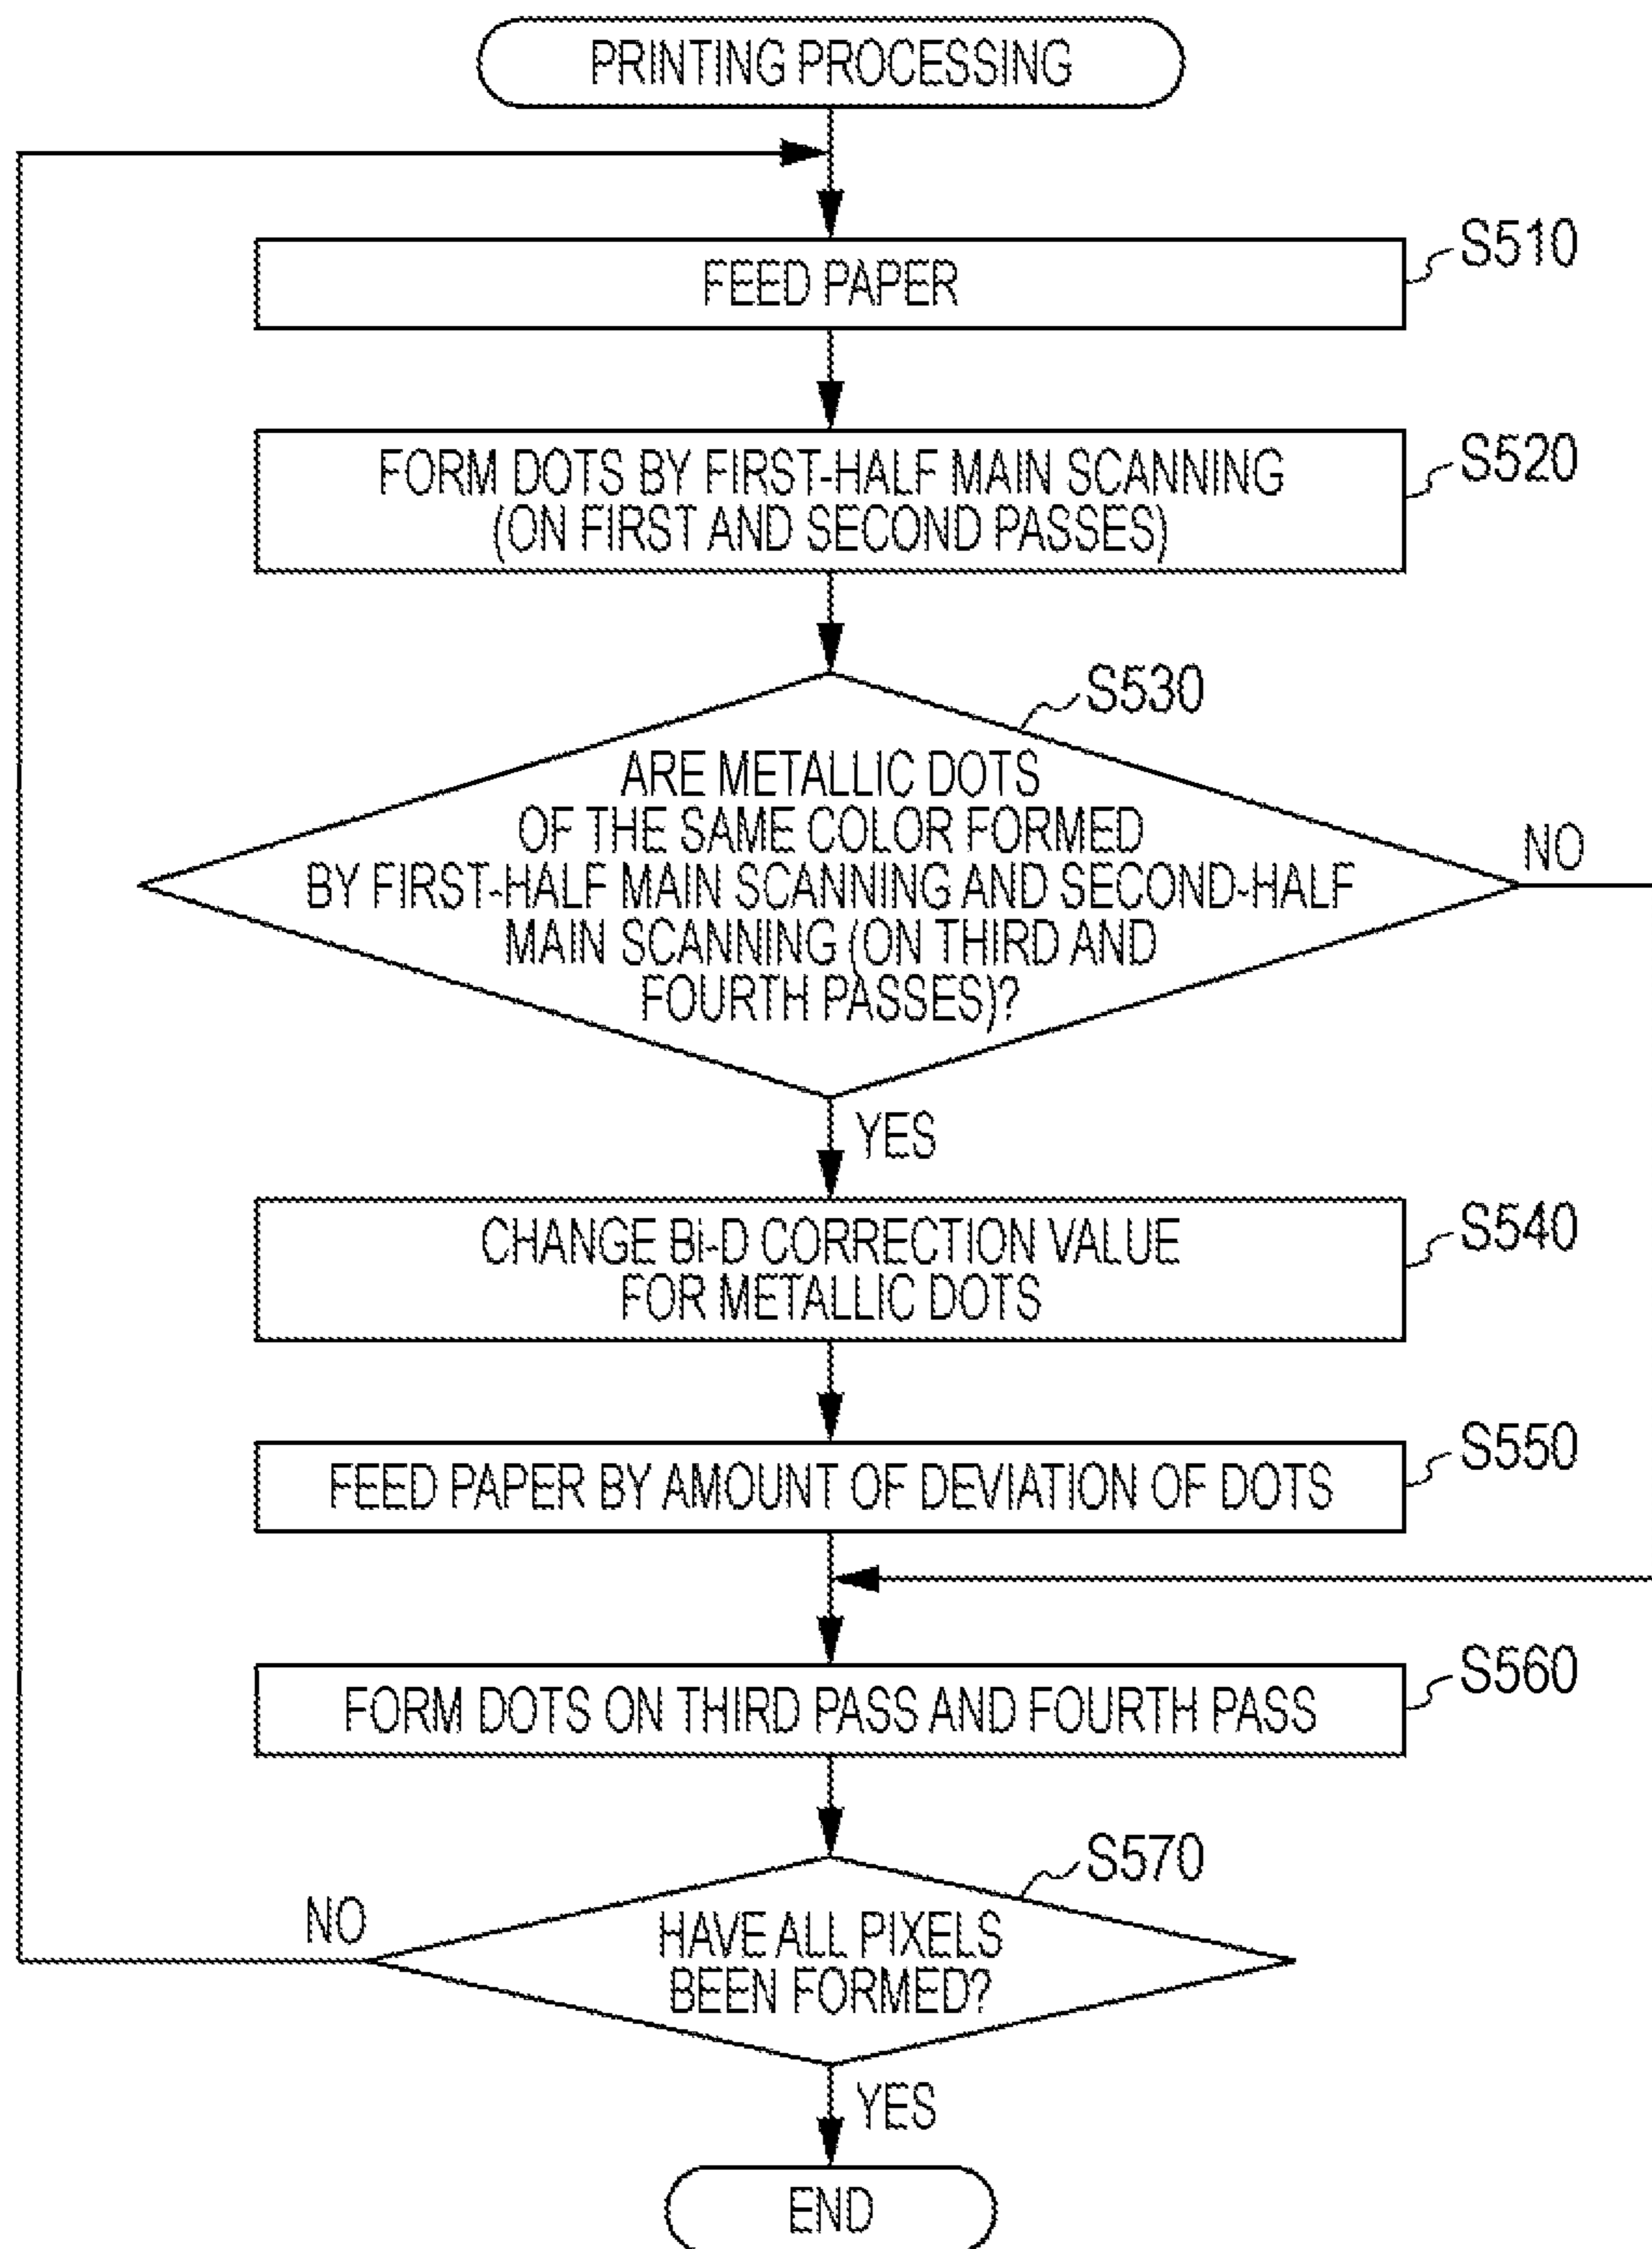 PRINTING PROCESSING
FEED PAPER
S510
FORM DOTS BY FIRST-HALF MAIN SCANNING
(ON FIRST AND SECOND PASSES)
S520
S530
ARE METALLIC DOTS
OF THE SAME COLOR FORMED
BY FIRST-HALF MAIN SCANNING AND SECOND-HALF
MAIN SCANNING (ON THIRD AND
FOURTH PASSES)?
NO
YES
CHANGE Bi-D CORRECTION VALUE
FOR METALLIC DOTS
S540
FEED PAPER BY AMOUNT OF DEVIATION OF DOTS
S550
FORM DOTS ON THIRD PASS AND FOURTH PASS
S560
S570
HAVE ALL PIXELS
BEEN FORMED?
NO
YES
END